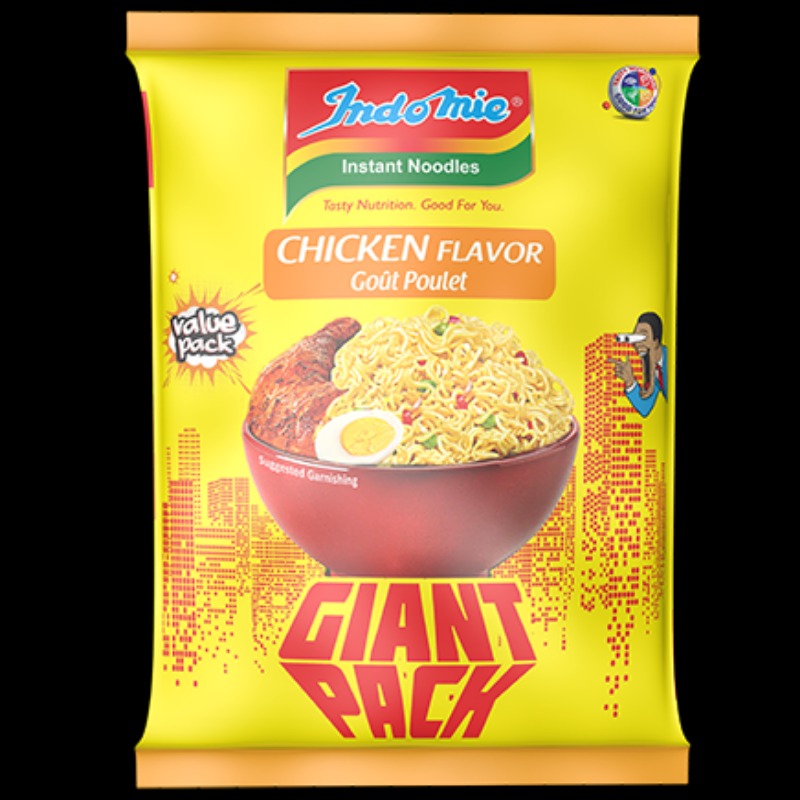 Indomie®
Instant Noodles
Tasty Nutrition. Good For You.
CHICKEN FLAVOR
Goût Poulet
value
pack
Suggested Garnishing
GIANT
PACK